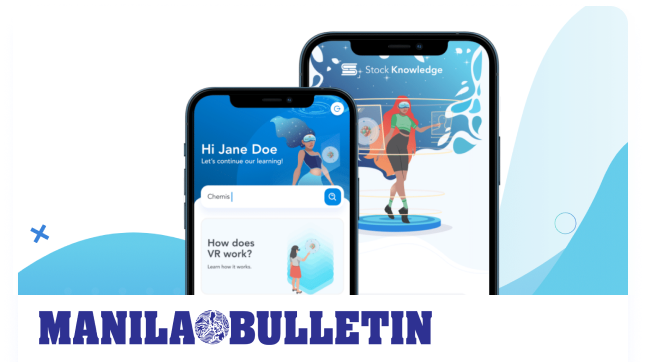 Stock Knowledge
Hi Jane Doe
Let's continue our learning!
Chemis
How does
VR work?
Learn how it works.
MANILA BULLETIN